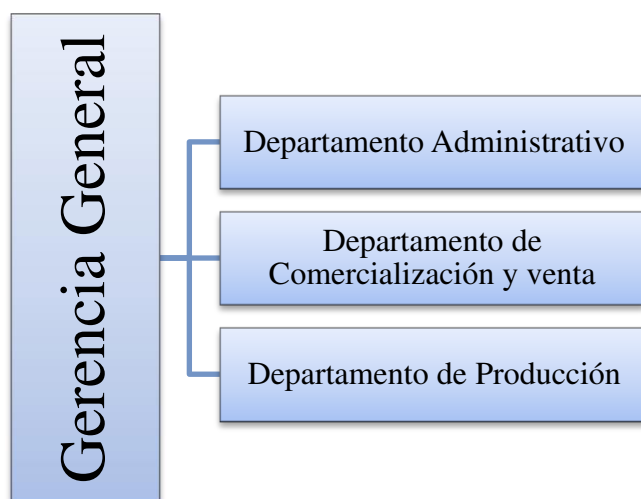 Gerencia General
Departamento Administrativo
Departamento de
Comercialización y venta
Departamento de Producción